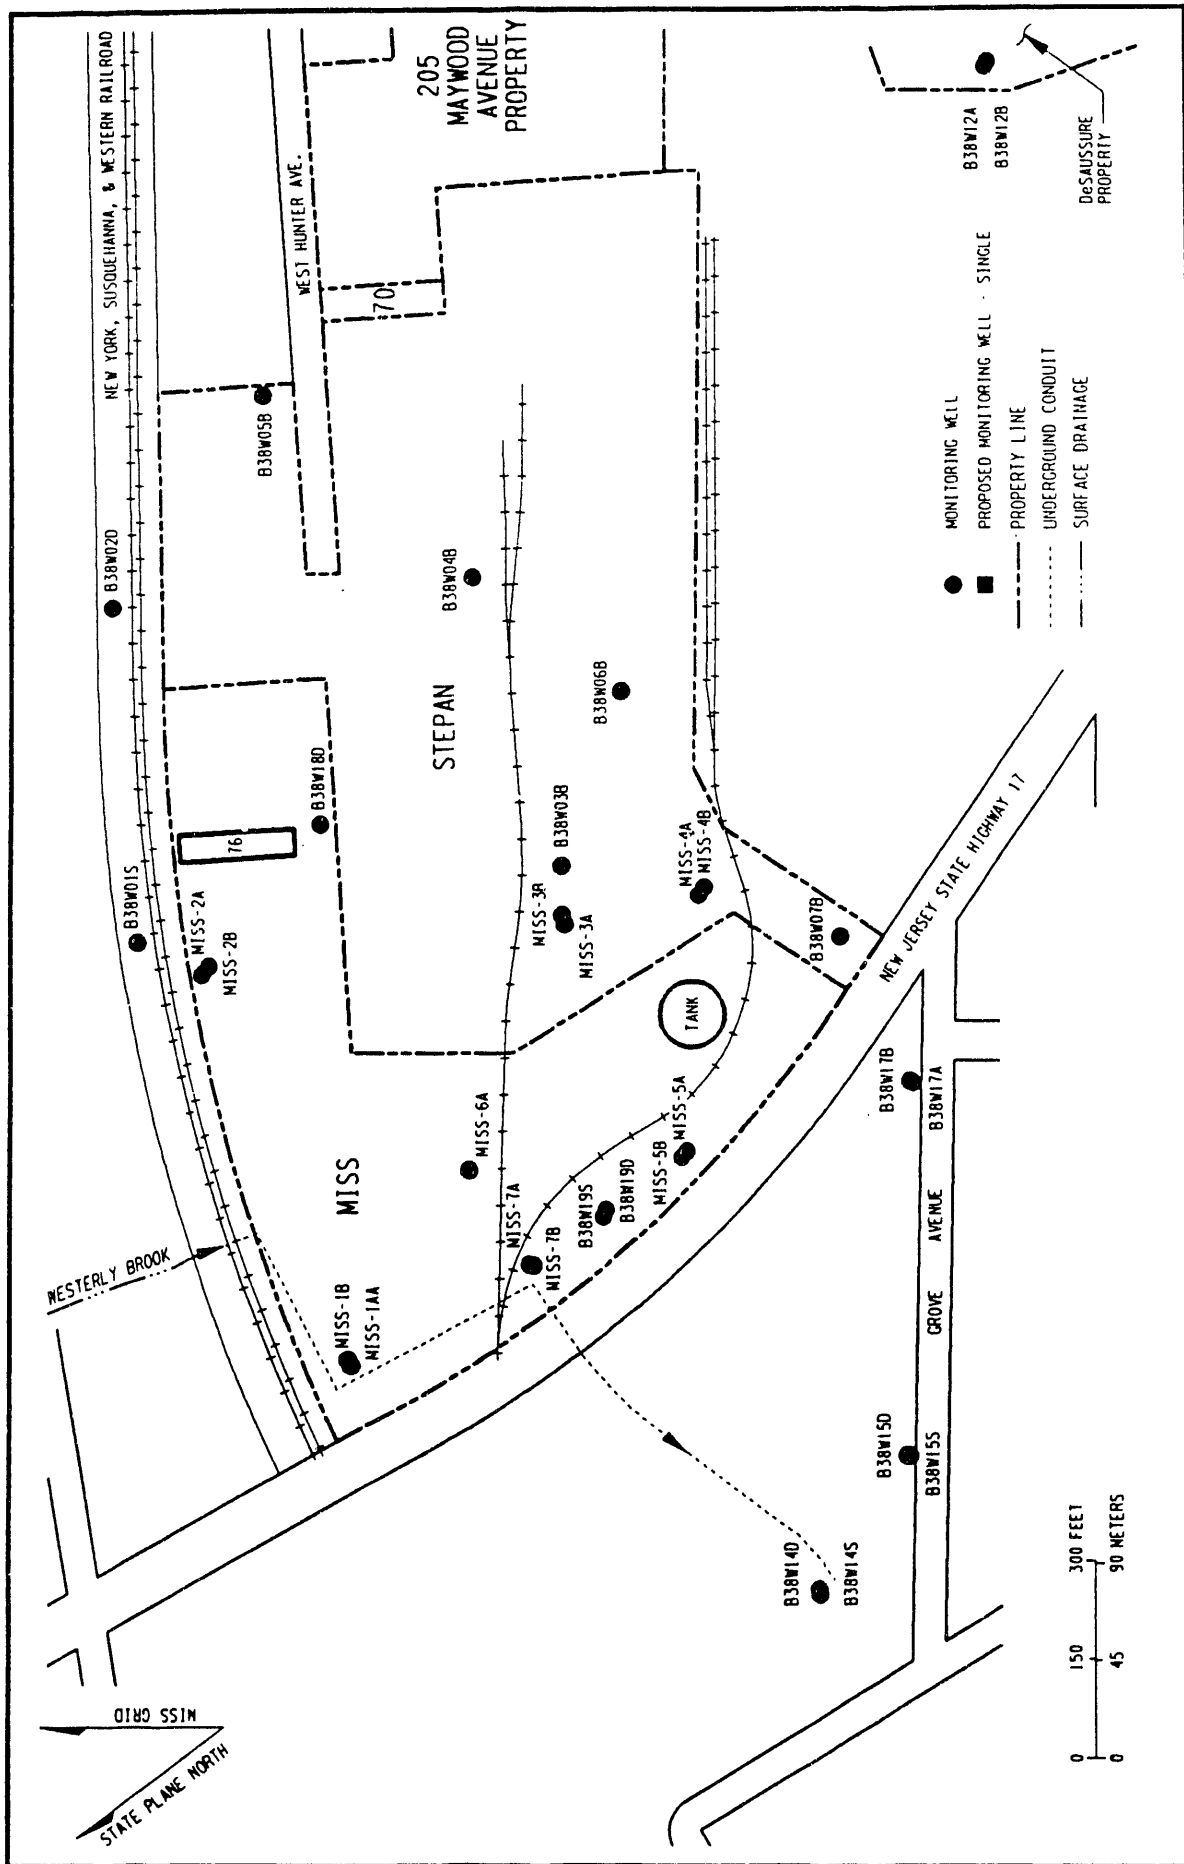 STATE PLANE NORTH
MISS GRID
WESTERLY BROOK
NEW YORK, SUSQUEHANNA, & WESTERN RAILROAD
B38W02D
B38W01S
MISS-2A
MISS-2B
76
B38W18D
B38W05B
WEST HUNTER AVE.
70
205
MAYWOOD
AVENUE
PROPERTY
MISS-1B
MISS-1AA
MISS
STEPAN
B38W04B
MISS-6A
MISS-7A
MISS-7B
B38W19S
B38W19D
MISS-5B
MISS-5A
MISS-3B
MISS-3A
B38W03B
B38W06B
MISS-4A
MISS-4B
TANK
B38W07B
NEW JERSEY STATE HIGHWAY 17
B38W14D
B38W14S
B38W15D
B38W15S
GROVE AVENUE
B38W17B
B38W17A
B38W12A
B38W12B
DeSAUSSURE
PROPERTY
MONITORING WELL
PROPOSED MONITORING WELL - SINGLE
PROPERTY LINE
UNDERGROUND CONDUIT
SURFACE DRAINAGE
0 150 300 FEET
0 45 90 METERS